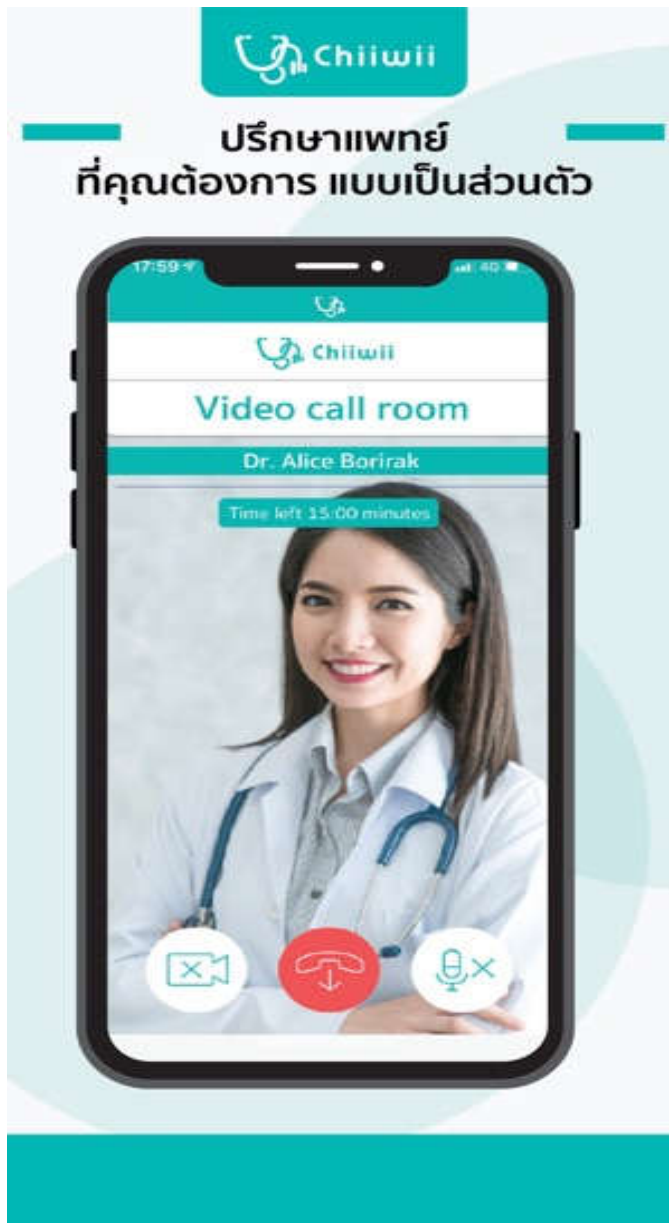 Chiiwii
ปรึกษาแพทย์
ที่คุณต้องการ แบบเป็นส่วนตัว
17:59
4G
Chiiwii
Video call room
Dr. Alice Borirak
Time left 15:00 minutes